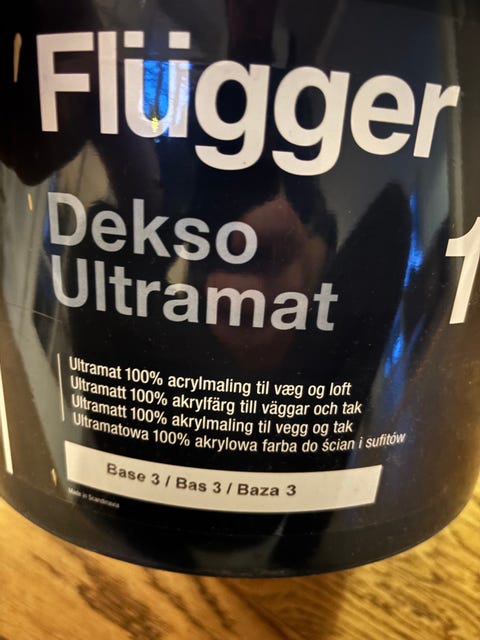 Flügger
Dekso
Ultramat
1
Ultramat 100% acrylmaling til væg og loft
Ultramatt 100% akrylfärg till väggar och tak
Ultramatt 100% akrylmaling til vegg og tak
Ultramatowa 100% akrylowa farba do ścian i sufitów
Base 3 / Bas 3 / Baza 3
Made in Scandinavia